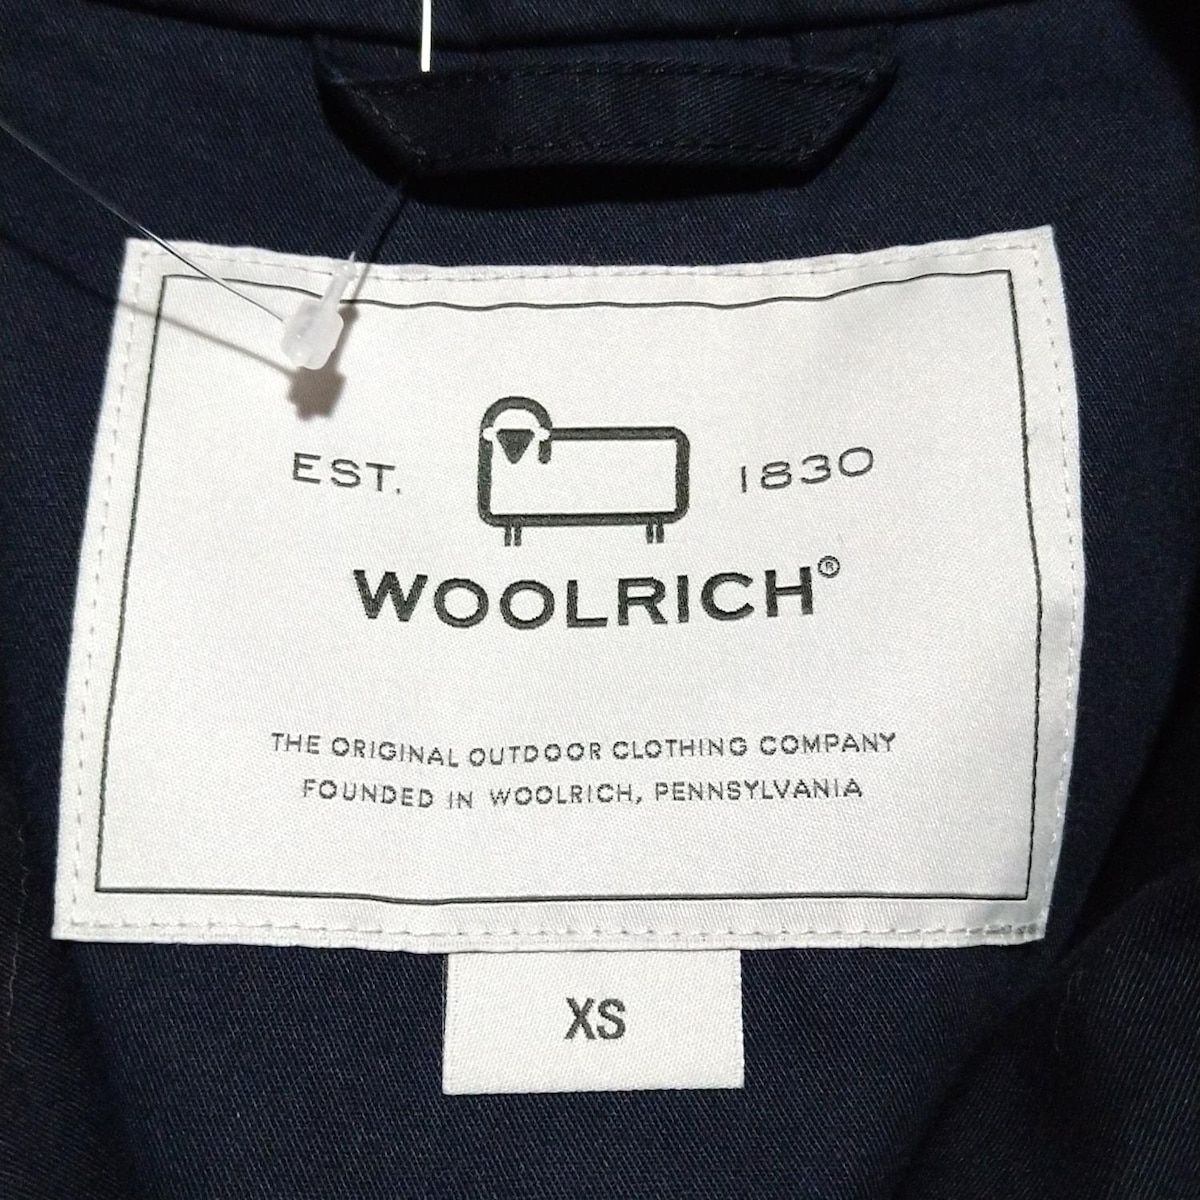 EST. 1830
WOOLRICH®
THE ORIGINAL OUTDOOR CLOTHING COMPANY
FOUNDED IN WOOLRICH, PENNSYLVANIA
XS